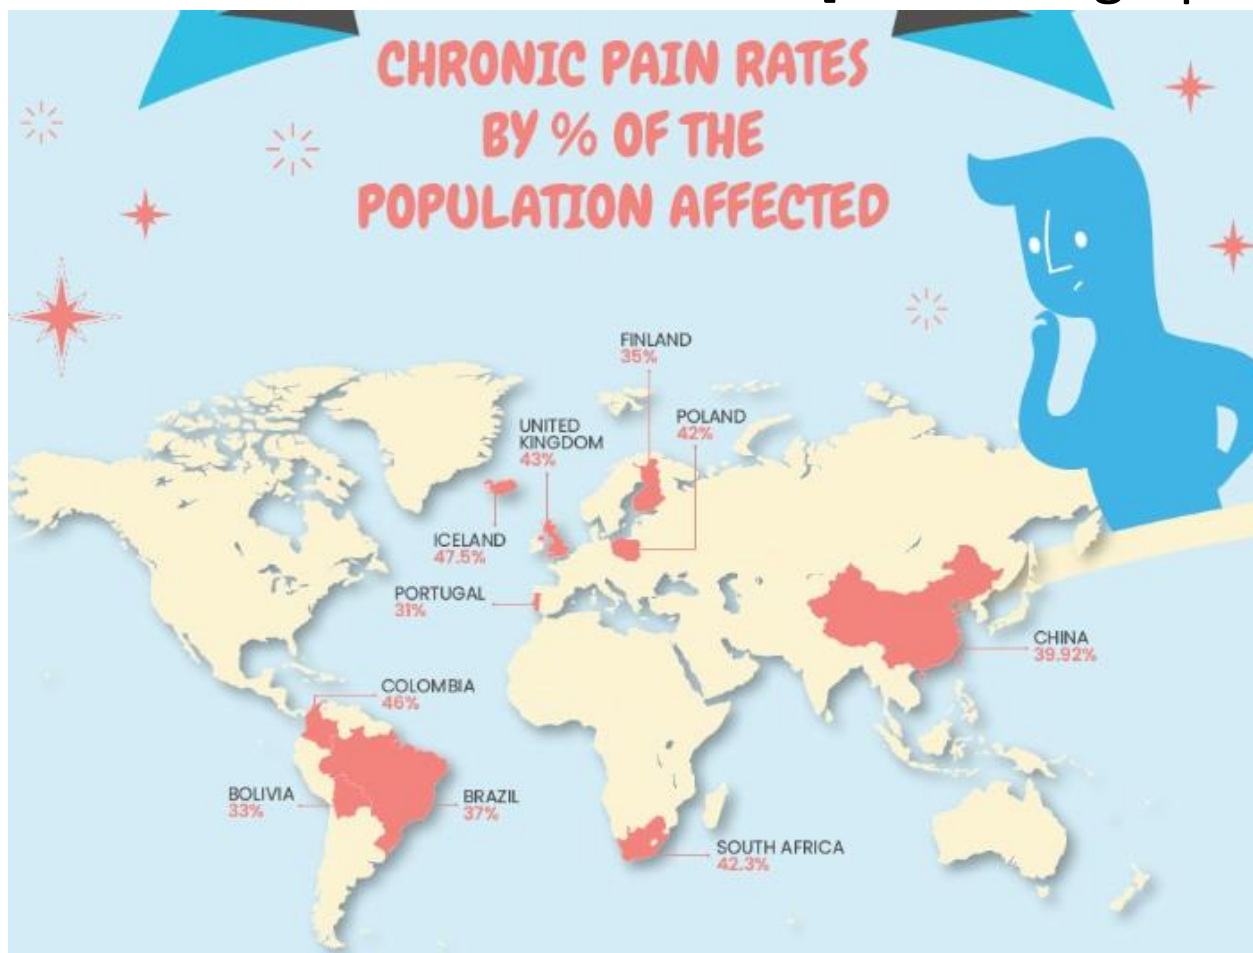 CHRONIC PAIN RATES
BY % OF THE
POPULATION AFFECTED
FINLAND
35%
POLAND
42%
UNITED
KINGDOM
43%
ICELAND
47.5%
PORTUGAL
31%
CHINA
39.92%
COLOMBIA
46%
BOLIVIA
33%
BRAZIL
37%
SOUTH AFRICA
42.3%